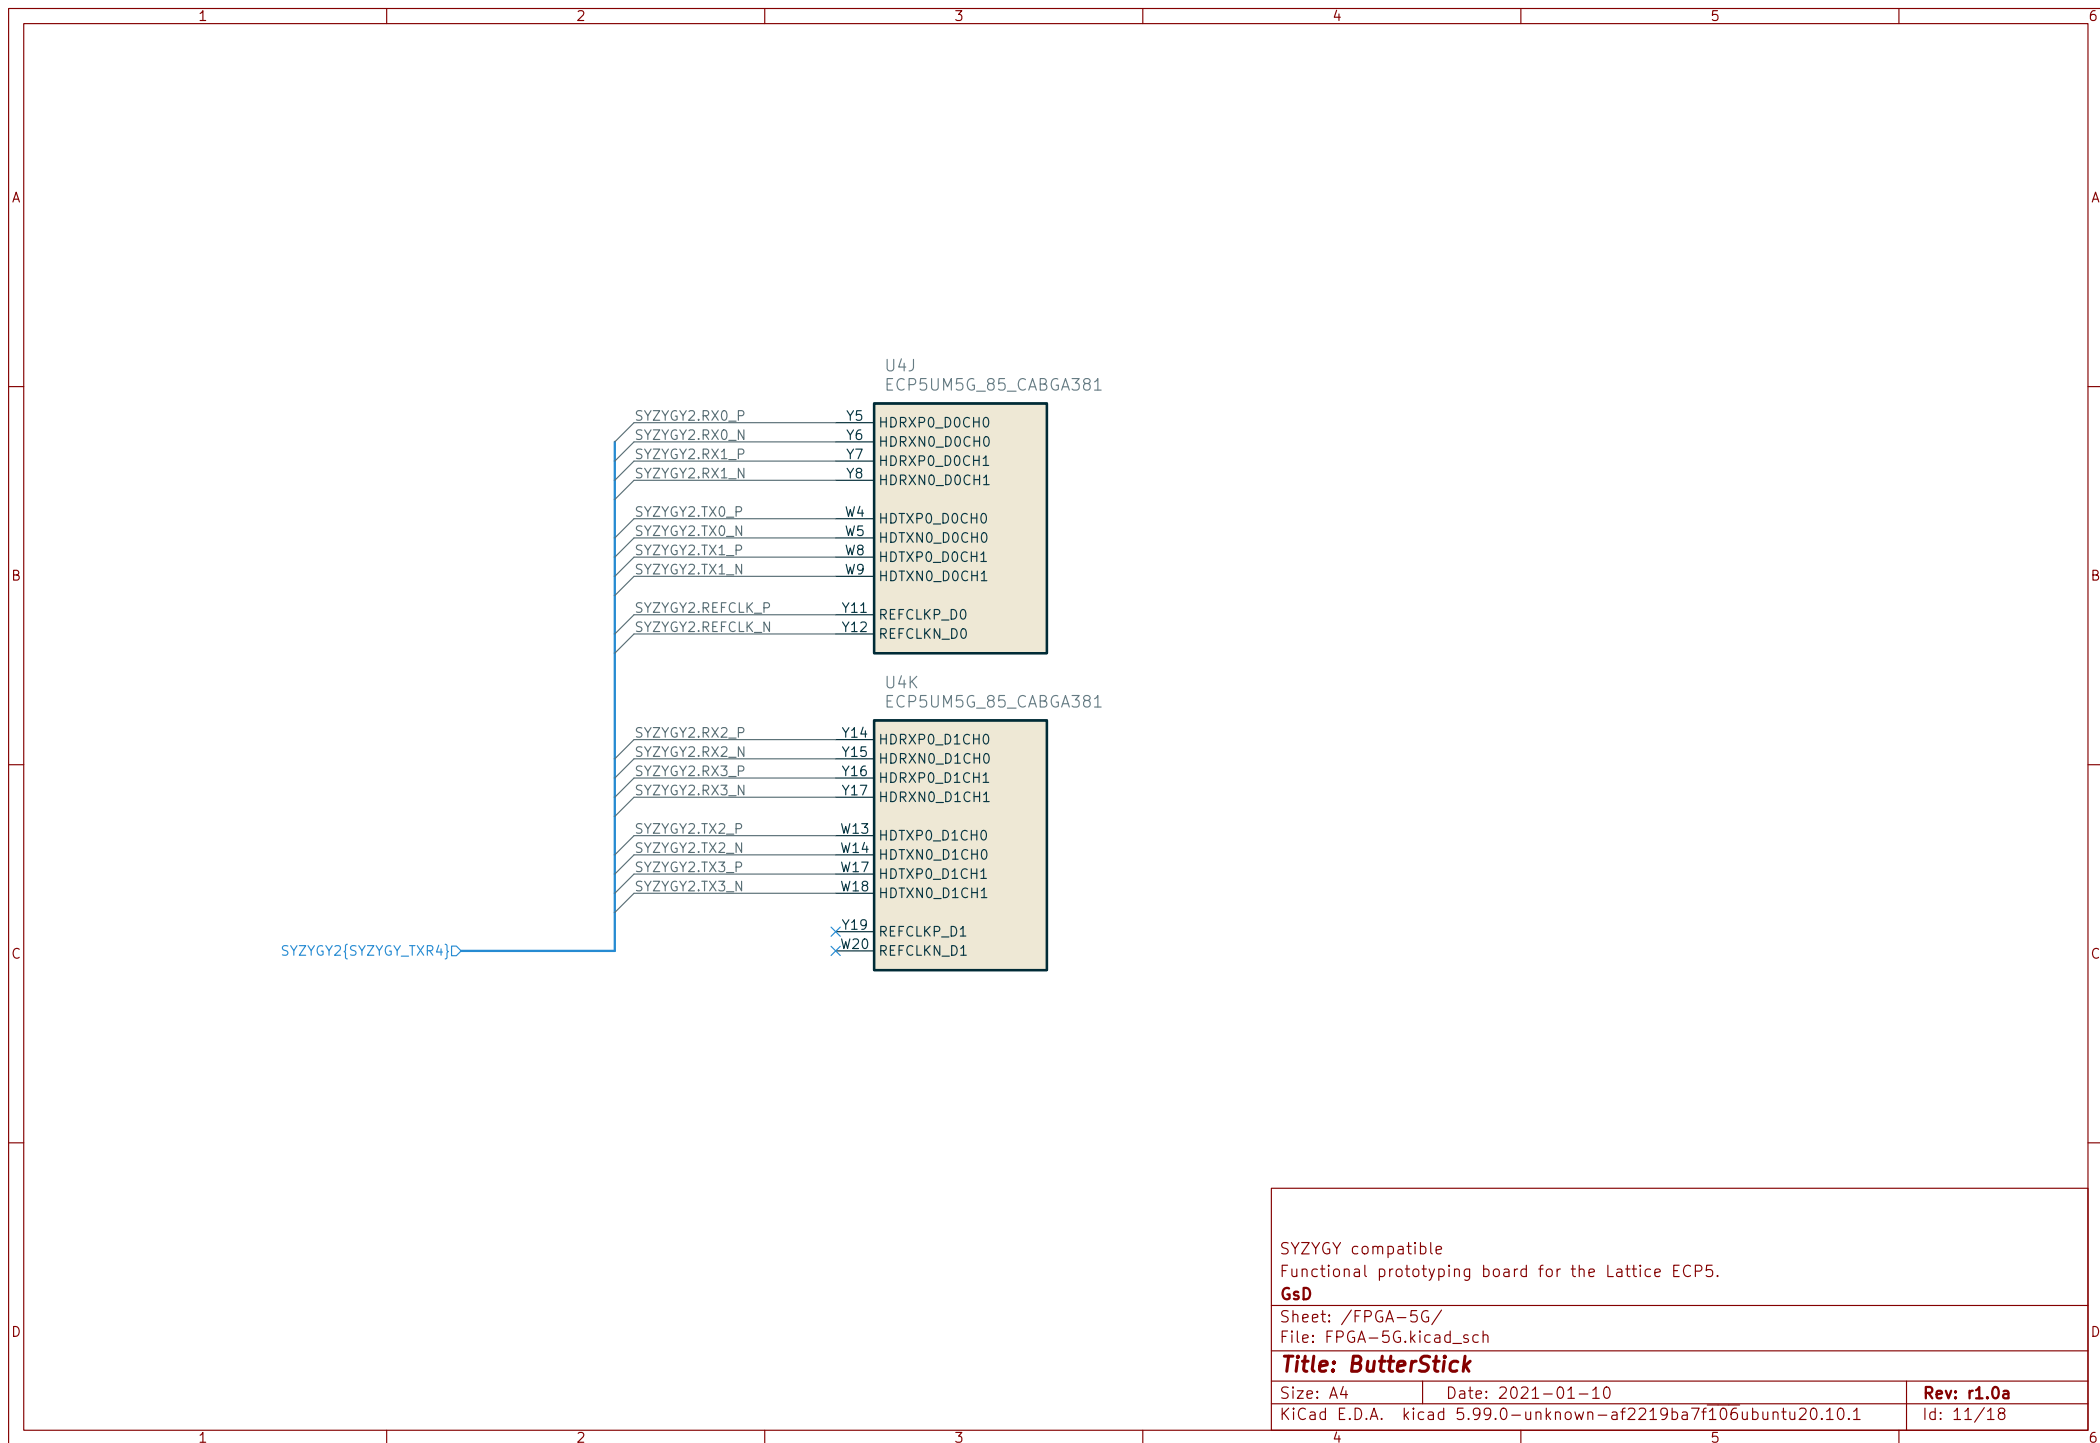 1 2 3 4 5 6
A A
U4J
ECP5UM5G_85_CABGA381
SYZYGY2.RX0_P Y5 HDRXP0_D0CH0
SYZYGY2.RX0_N Y6 HDRXN0_D0CH0
SYZYGY2.RX1_P Y7 HDRXP0_D0CH1
SYZYGY2.RX1_N Y8 HDRXN0_D0CH1
SYZYGY2.TX0_P W4 HDTXP0_D0CH0
SYZYGY2.TX0_N W5 HDTXN0_D0CH0
SYZYGY2.TX1_P W8 HDTXP0_D0CH1
SYZYGY2.TX1_N W9 HDTXN0_D0CH1
B B
SYZYGY2.REFCLK_P Y11 REFCLKP_D0
SYZYGY2.REFCLK_N Y12 REFCLKN_D0
U4K
ECP5UM5G_85_CABGA381
SYZYGY2.RX2_P Y14 HDRXP0_D1CH0
SYZYGY2.RX2_N Y15 HDRXN0_D1CH0
SYZYGY2.RX3_P Y16 HDRXP0_D1CH1
SYZYGY2.RX3_N Y17 HDRXN0_D1CH1
SYZYGY2.TX2_P W13 HDTXP0_D1CH0
SYZYGY2.TX2_N W14 HDTXN0_D1CH0
SYZYGY2.TX3_P W17 HDTXP0_D1CH1
SYZYGY2.TX3_N W18 HDTXN0_D1CH1
Y19 REFCLKP_D1
SYZYGY2{SYZYGY_TXR4} W20 REFCLKN_D1
C C
SYZYGY compatible
Functional prototyping board for the Lattice ECP5.
GsD
Sheet: /FPGA-5G/
File: FPGA-5G.kicad_sch
D D
Title: ButterStick
Size: A4 Date: 2021-01-10 Rev: r1.0a
KiCad E.D.A. kicad 5.99.0-unknown-af2219ba7f106ubuntu20.10.1 Id: 11/18
1 2 3 4 5 6